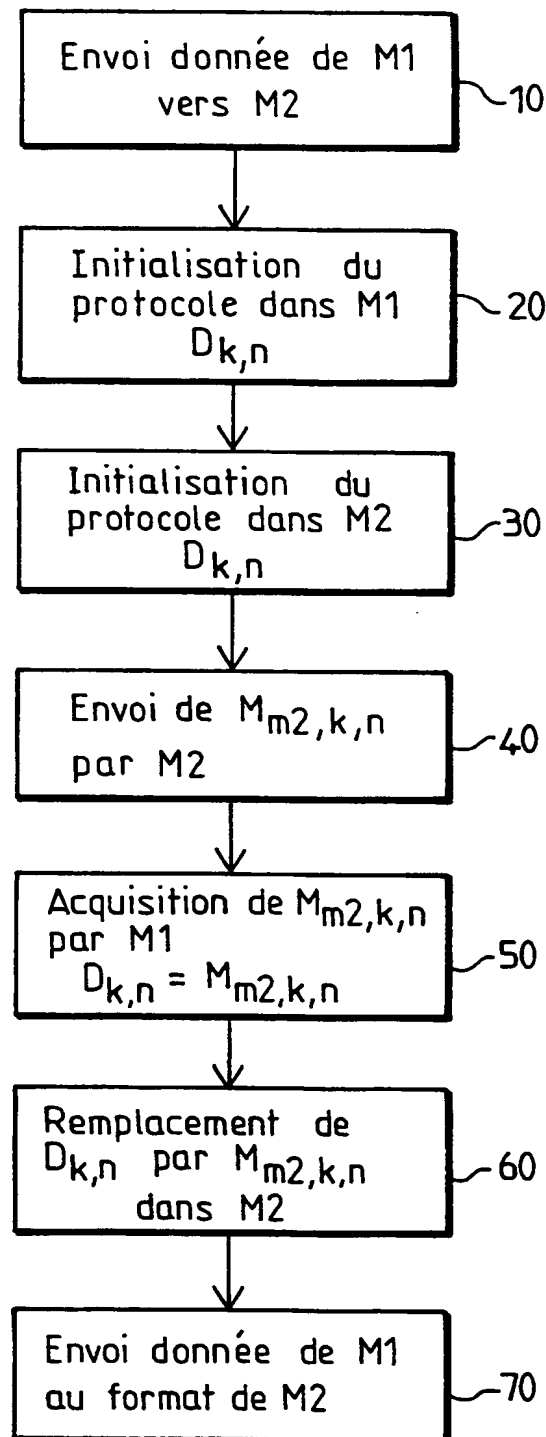 Envoi donnée de M1
vers M2
10
Initialisation du
protocole dans M1
Dk,n
20
Initialisation du
protocole dans M2
Dk,n
30
Envoi de Mm2,k,n
par M2
40
Acquisition de Mm2,k,n
par M1
Dk,n = Mm2,k,n
50
Remplacement de
Dk,n par Mm2,k,n
dans M2
60
Envoi donnée de M1
au format de M2
70